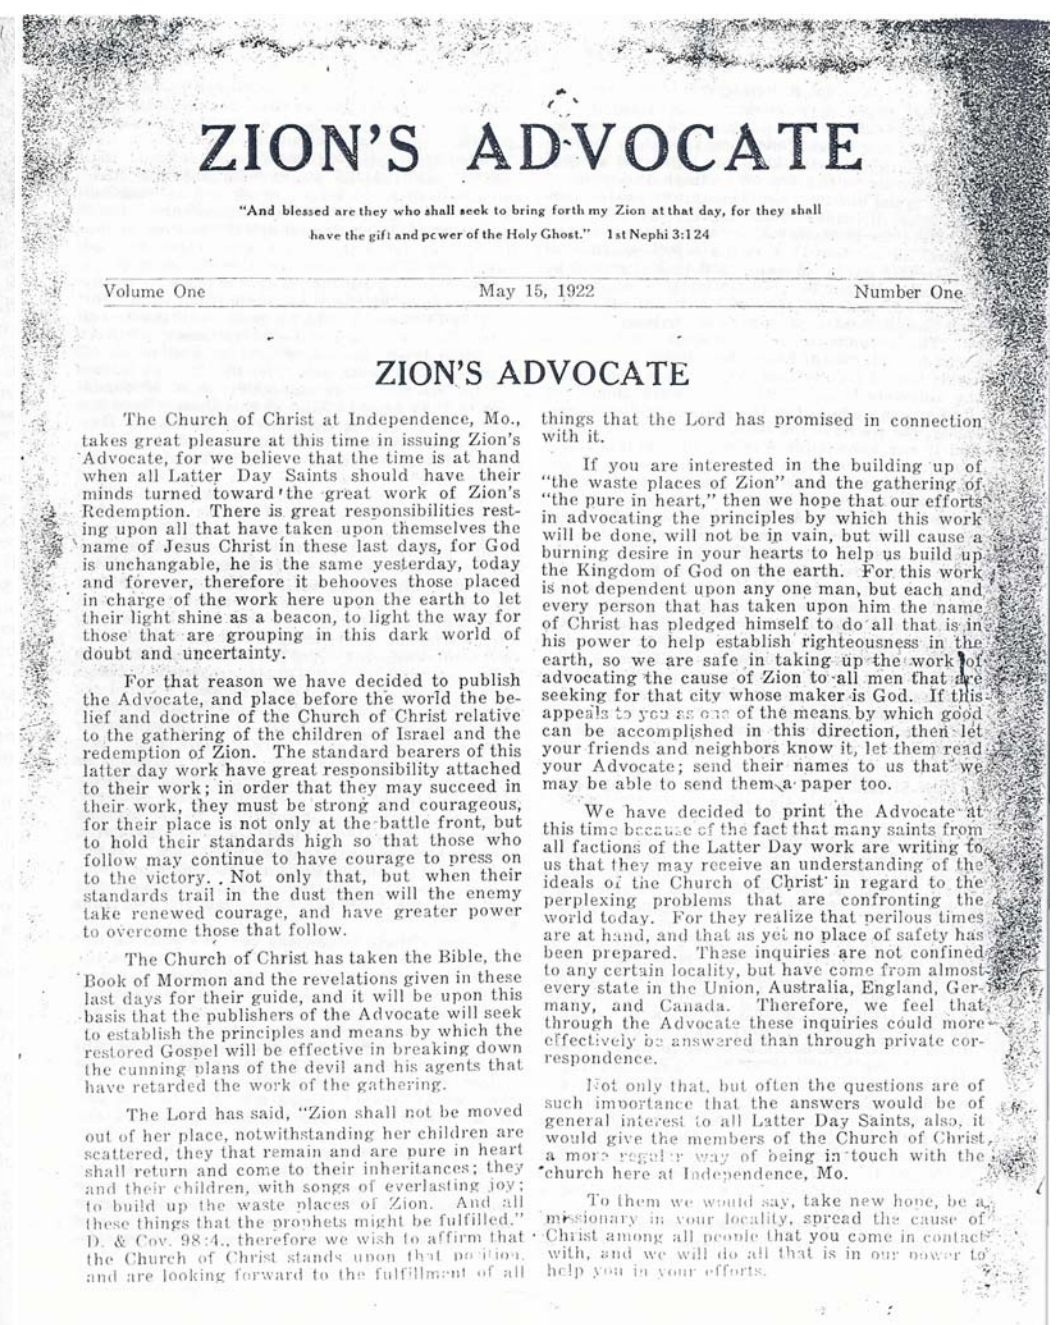 ZION'S ADVOCATE
"And blessed are they who shall seek to bring forth my Zion at that day, for they shall
have the gift and power of the Holy Ghost." 1st Nephi 3:124
Volume One May 15, 1922 Number One
ZION'S ADVOCATE
The Church of Christ at Independence, Mo.,
takes great pleasure at this time in issuing Zion's
Advocate, for we believe that the time is at hand
when all Latter Day Saints should have their
minds turned toward the great work of Zion's
Redemption. There is great responsibilities rest-
ing upon all that have taken upon themselves the
name of Jesus Christ in these last days, for God
is unchangable, he is the same yesterday, today
and forever, therefore it behooves those placed
in charge of the work here upon the earth to let
their light shine as a beacon, to light the way for
those that are grouping in this dark world of
doubt and uncertainty.
For that reason we have decided to publish
the Advocate, and place before the world the be-
lief and doctrine of the Church of Christ relative
to the gathering of the children of Israel and the
redemption of Zion. The standard bearers of this
latter day work have great responsibility attached
to their work; in order that they may succeed in
their work, they must be strong and courageous,
for their place is not only at the battle front, but
to hold their standards high so that those who
follow may continue to have courage to press on
to the victory. Not only that, but when their
standards trail in the dust then will the enemy
take renewed courage, and have greater power
to overcome those that follow.
The Church of Christ has taken the Bible, the
Book of Mormon and the revelations given in these
last days for their guide, and it will be upon this
basis that the publishers of the Advocate will seek
to establish the principles and means by which the
restored Gospel will be effective in breaking down
the cunning plans of the devil and his agents that
have retarded the work of the gathering.
The Lord has said, "Zion shall not be moved
out of her place, notwithstanding her children are
scattered, they that remain and are pure in heart
shall return and come to their inheritances; they
and their children, with songs of everlasting joy;
to build up the waste places of Zion. And all
these things that the prophets might be fulfilled."
D. & Cov. 98:4., therefore we wish to affirm that
the Church of Christ stands upon that position,
and are looking forward to the fulfillment of all
things that the Lord has promised in connection
with it.
If you are interested in the building up of
"the waste places of Zion" and the gathering of
"the pure in heart," then we hope that our efforts
in advocating the principles by which this work
will be done, will not be in vain, but will cause a
burning desire in your hearts to help us build up
the Kingdom of God on the earth. For this work
is not dependent upon any one man, but each and
every person that has taken upon him the name
of Christ has pledged himself to do all that is in
his power to help establish righteousness in the
earth, so we are safe in taking up the work of
advocating the cause of Zion to all men that are
seeking for that city whose maker is God. If this
appeals to you as one of the means by which good
can be accomplished in this direction, then let
your friends and neighbors know it, let them read
your Advocate; send their names to us that we
may be able to send them a paper too.
We have decided to print the Advocate at
this time because of the fact that many saints from
all factions of the Latter Day work are writing to
us that they may receive an understanding of the
ideals of the Church of Christ in regard to the
perplexing problems that are confronting the
world today. For they realize that perilous times
are at hand, and that as yet no place of safety has
been prepared. These inquiries are not confined
to any certain locality, but have come from almost
every state in the Union, Australia, England, Ger-
many, and Canada. Therefore, we feel that
through the Advocate these inquiries could more
effectively be answered than through private cor-
respondence.
Not only that, but often the questions are of
such importance that the answers would be of
general interest to all Latter Day Saints, also, it
would give the members of the Church of Christ,
a more regular way of being in touch with the
church here at Independence, Mo.
To them we would say, take new hope, be a
missionary in your locality, spread the cause of
Christ among all people that you come in contact
with, and we will do all that is in our power to
help you in your efforts.